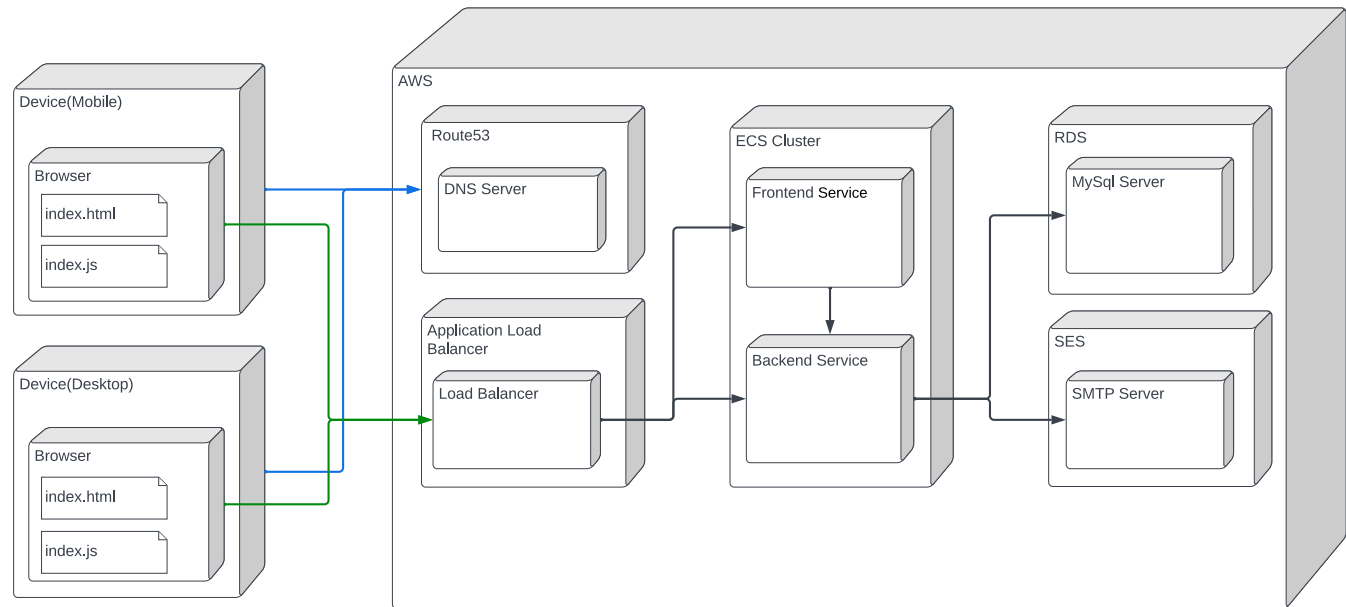 Device(Mobile)
Browser
index.html
index.js
Device(Desktop)
Browser
index.html
index.js
AWS
Route53
DNS Server
Application Load
Balancer
Load Balancer
ECS Cluster
Frontend Service
Backend Service
RDS
MySql Server
SES
SMTP Server